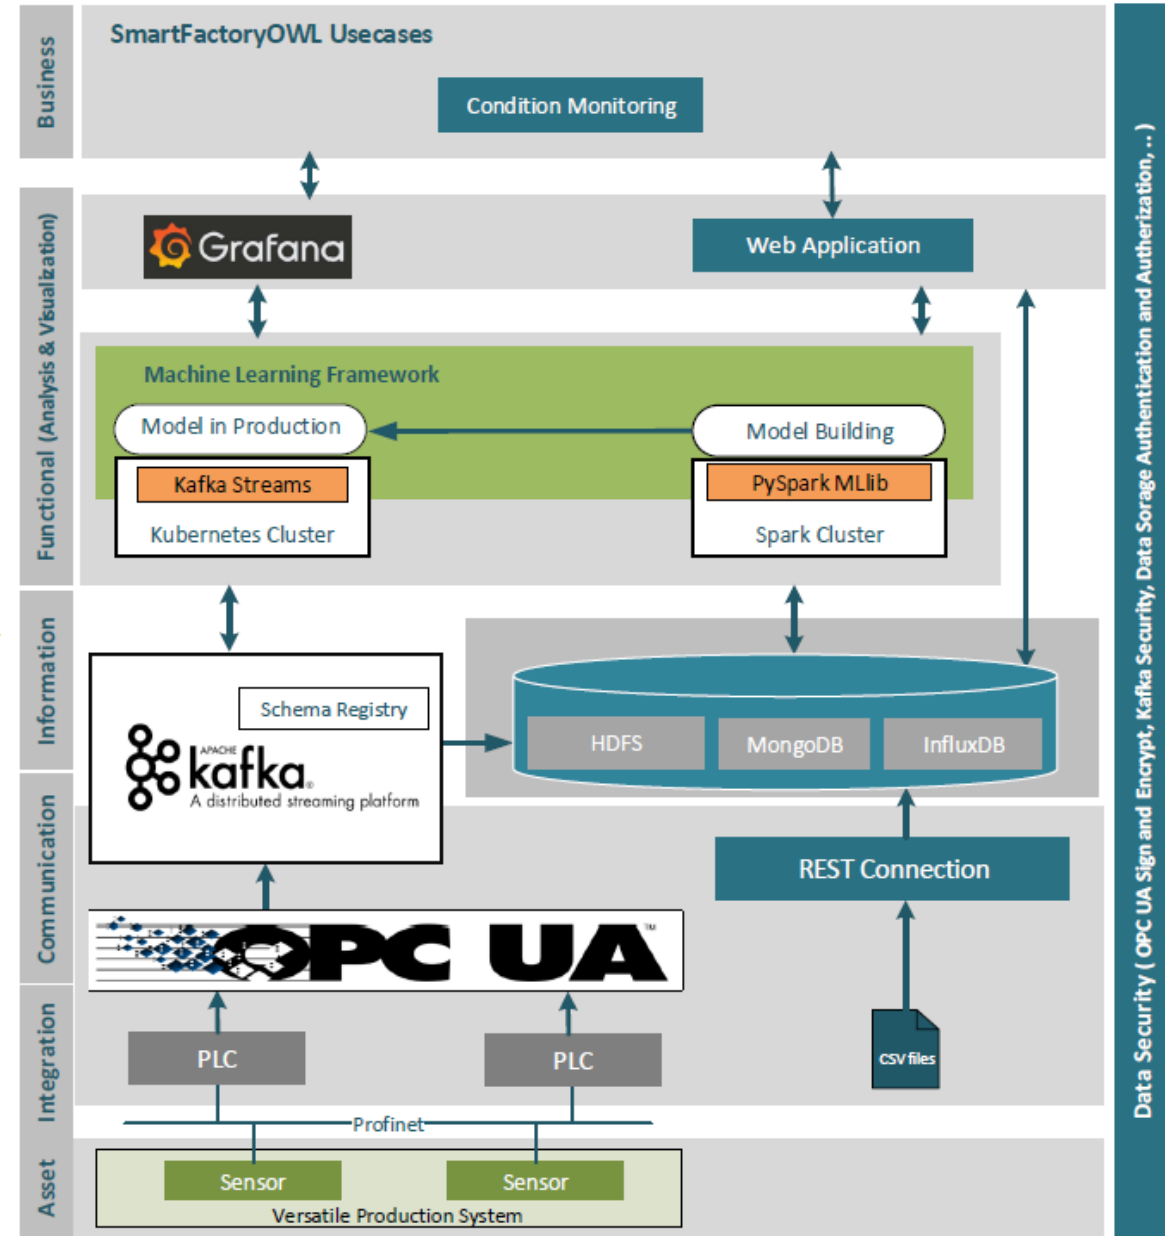 SmartFactoryOWL Usecases
Business
Condition Monitoring
Functional (Analysis & Visualization)
Grafana
Web Application
Machine Learning Framework
Model in Production
Model Building
Kafka Streams
PySpark MLlib
Kubernetes Cluster
Spark Cluster
Information
Schema Registry
APACHE
kafka®
A distributed streaming platform
HDFS
MongoDB
InfluxDB
Communication
REST Connection
OPC UA™
Integration
PLC
PLC
CSV files
Profinet
Asset
Sensor
Sensor
Versatile Production System
Data Security ( OPC UA Sign and Encrypt, Kafka Security, Data Sorage Authentication and Autherization, .. )